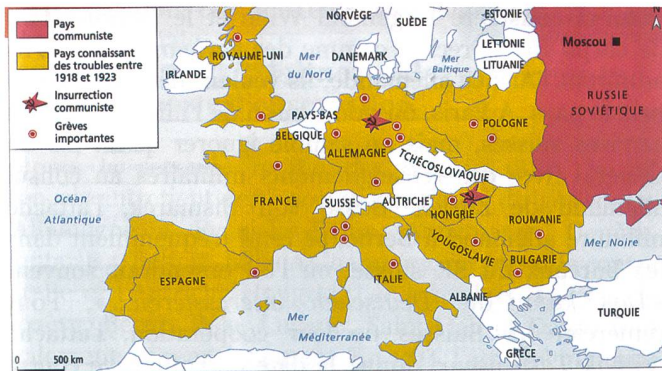 Pays
communiste
Pays connaissant
des troubles entre
1918 et 1923
Insurrection
communiste
Grèves
importantes
NORVÈGE
SUÈDE
ESTONIE
LETTONIE
LITUANIE
Moscou
RUSSIE
SOVIÉTIQUE
ROYAUME-UNI
IRLANDE
Mer
du Nord
DANEMARK
Mer
Baltique
PAYS-BAS
BELGIQUE
ALLEMAGNE
POLOGNE
TCHÉCOSLOVAQUIE
Océan
Atlantique
FRANCE
SUISSE
AUTRICHE
HONGRIE
ROUMANIE
YOUGOSLAVIE
BULGARIE
Mer Noire
ESPAGNE
ITALIE
ALBANIE
TURQUIE
GRÈCE
Mer
Méditerranée
0 500 km